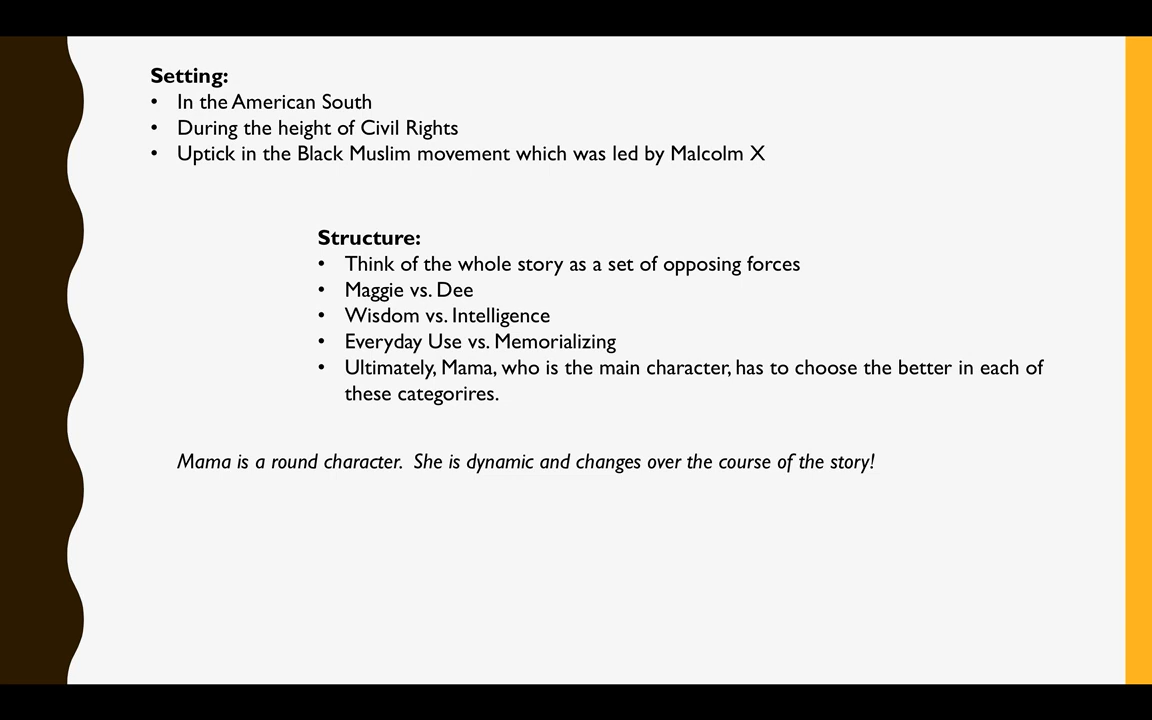 Setting:
• In the American South
• During the height of Civil Rights
• Uptick in the Black Muslim movement which was led by Malcolm X
Structure:
• Think of the whole story as a set of opposing forces
• Maggie vs. Dee
• Wisdom vs. Intelligence
• Everyday Use vs. Memorializing
• Ultimately, Mama, who is the main character, has to choose the better in each of
these categorires.
Mama is a round character.  She is dynamic and changes over the course of the story!